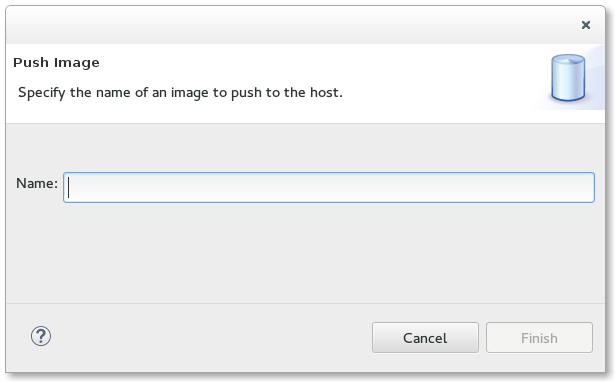 Push Image
Specify the name of an image to push to the host.
Name:
Cancel
Finish